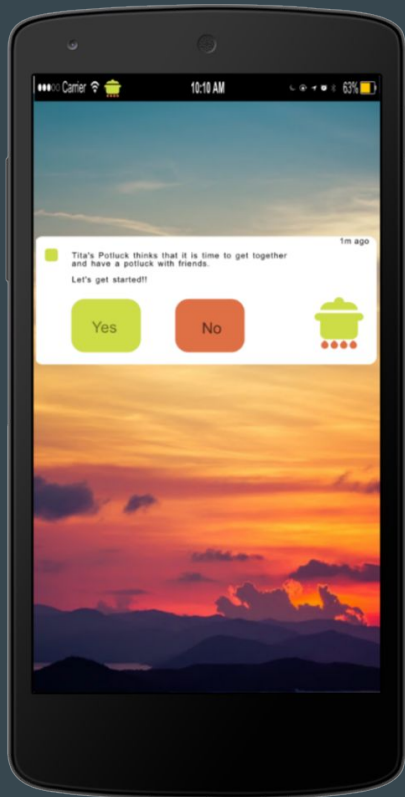 Carrier 10:10 AM 63%
1m ago
Tita's Potluck thinks that it is time to get together
and have a potluck with friends.
Let's get started!!
Yes No